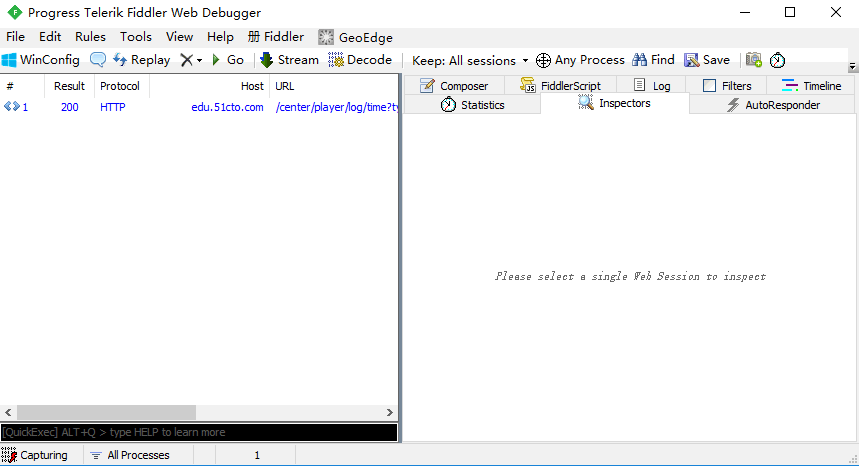 Progress Telerik Fiddler Web Debugger
File Edit Rules Tools View Help 册 Fiddler GeoEdge
WinConfig Replay Go Stream Decode Keep: All sessions Any Process Find Save
# Result Protocol Host URL
1 200 HTTP edu.51cto.com /center/player/log/time?ty
Composer FiddlerScript Log Filters Timeline
Statistics Inspectors AutoResponder
Please select a single Web Session to inspect
[QuickExec] ALT+Q > type HELP to learn more
Capturing All Processes 1